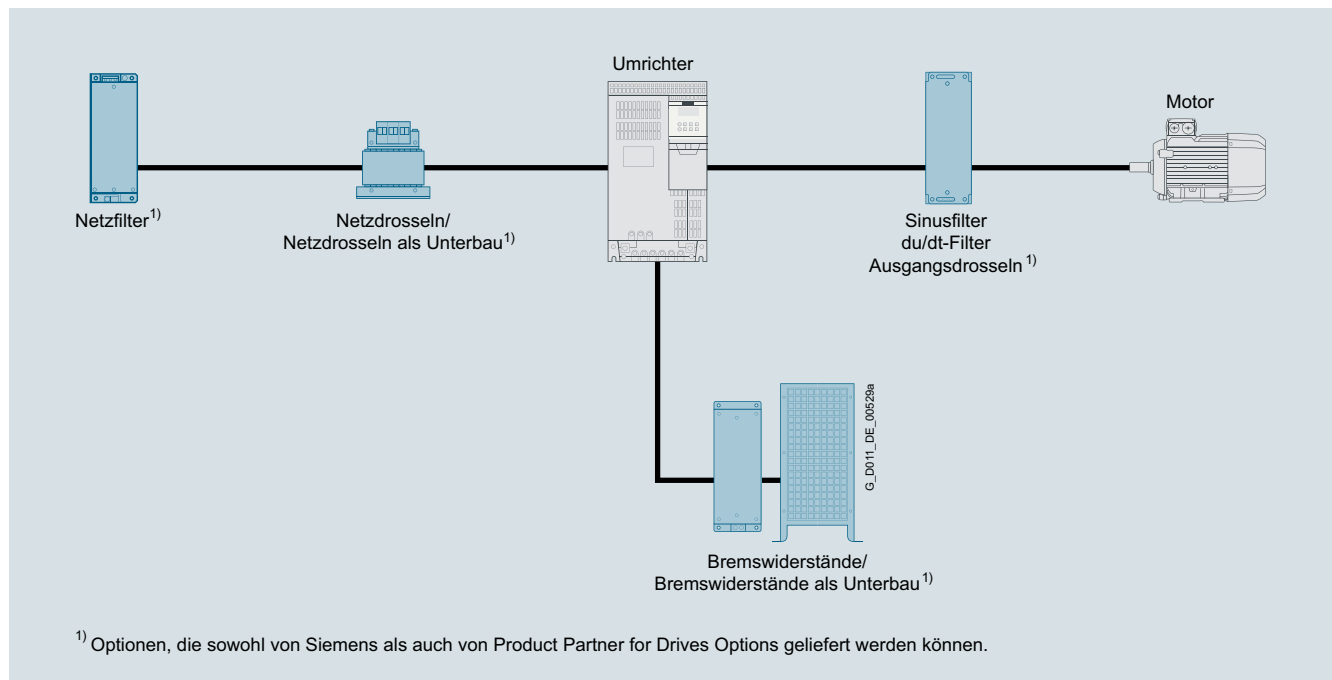 Umrichter
Motor
Netzfilter1)
Netzdrosseln/
Netzdrosseln als Unterbau1)
Sinusfilter
du/dt-Filter
Ausgangsdrosseln1)
G_D011_DE_00529a
Bremswiderstände/
Bremswiderstände als Unterbau1)
1) Optionen, die sowohl von Siemens als auch von Product Partner for Drives Options geliefert werden können.